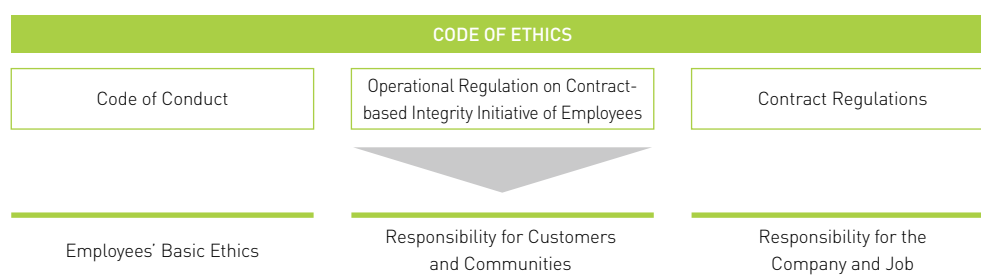 CODE OF ETHICS
Code of Conduct
Operational Regulation on Contract-
based Integrity Initiative of Employees
Contract Regulations
Employees’ Basic Ethics
Responsibility for Customers
and Communities
Responsibility for the
Company and Job